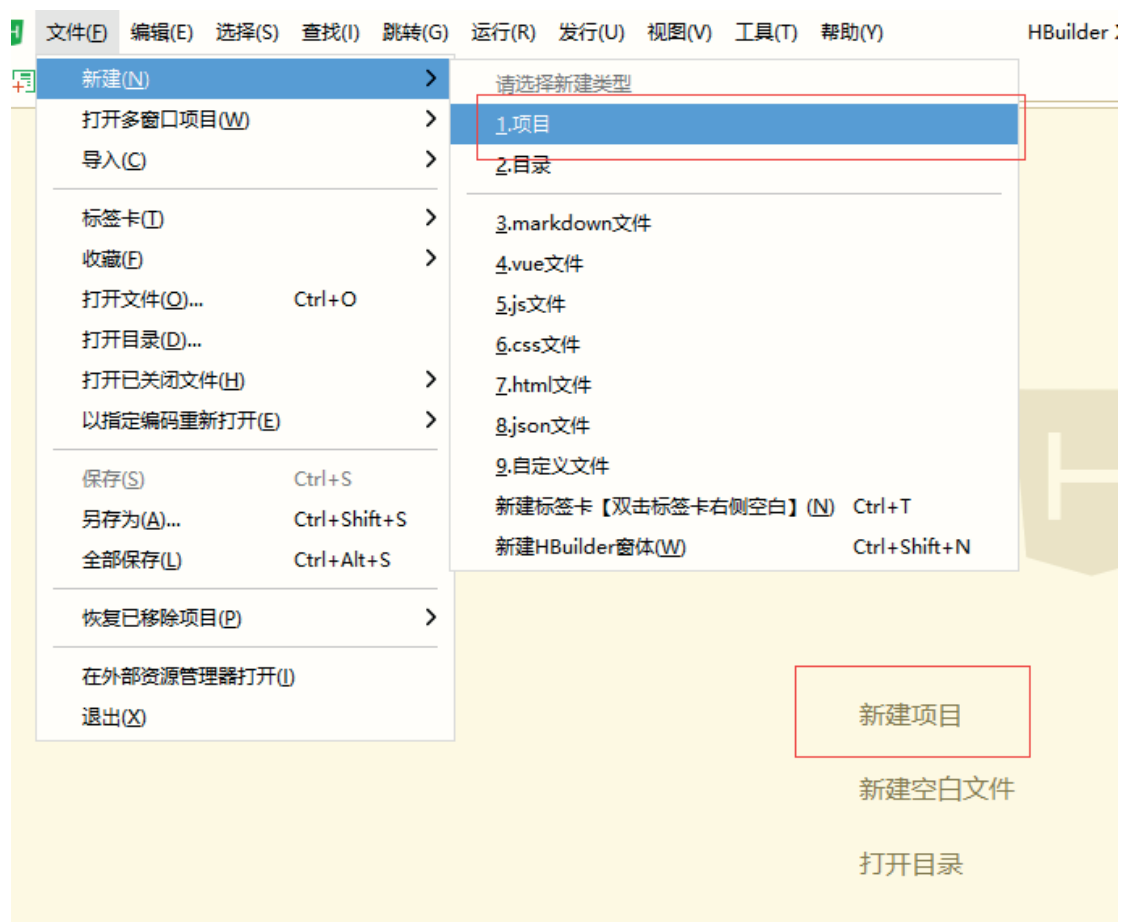 文件(F) 编辑(E) 选择(S) 查找(I) 跳转(G) 运行(R) 发行(U) 视图(V) 工具(T) 帮助(Y) HBuilder
新建(N)
打开多窗口项目(W)
导入(C)
标签卡(T)
收藏(F)
打开文件(O)... Ctrl+O
打开目录(D)...
打开已关闭文件(H)
以指定编码重新打开(E)
保存(S) Ctrl+S
另存为(A)... Ctrl+Shift+S
全部保存(L) Ctrl+Alt+S
恢复已移除项目(P)
在外部资源管理器打开(I)
退出(X)
请选择新建类型
1.项目
2.目录
3.markdown文件
4.vue文件
5.js文件
6.css文件
7.html文件
8.json文件
9.自定义文件
新建标签卡【双击标签卡右侧空白】(N) Ctrl+T
新建HBuilder窗体(W) Ctrl+Shift+N
新建项目
新建空白文件
打开目录